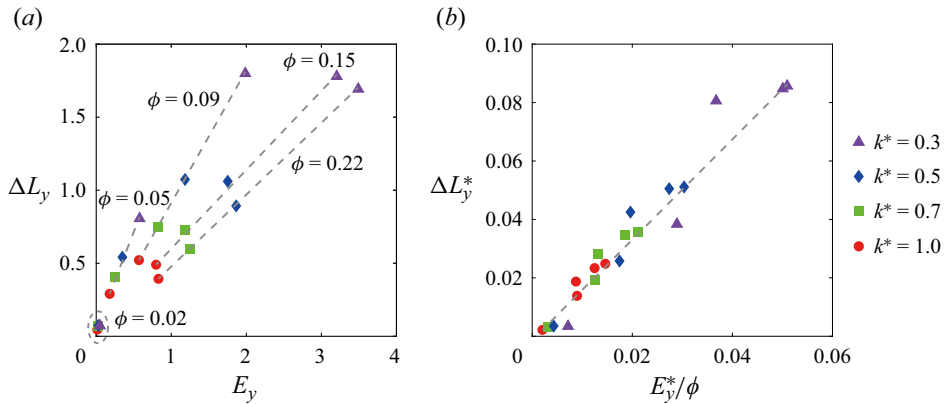 (a)
(b)
2.0
1.5
1.0
0.5
0
ΔL_y
1
2
3
4
E_y
ϕ = 0.15
ϕ = 0.09
ϕ = 0.22
ϕ = 0.05
ϕ = 0.02
0.10
0.08
0.06
0.04
0.02
0
ΔL_y^*
0.02
0.04
0.06
E_y^*/ϕ
k* = 0.3
k* = 0.5
k* = 0.7
k* = 1.0